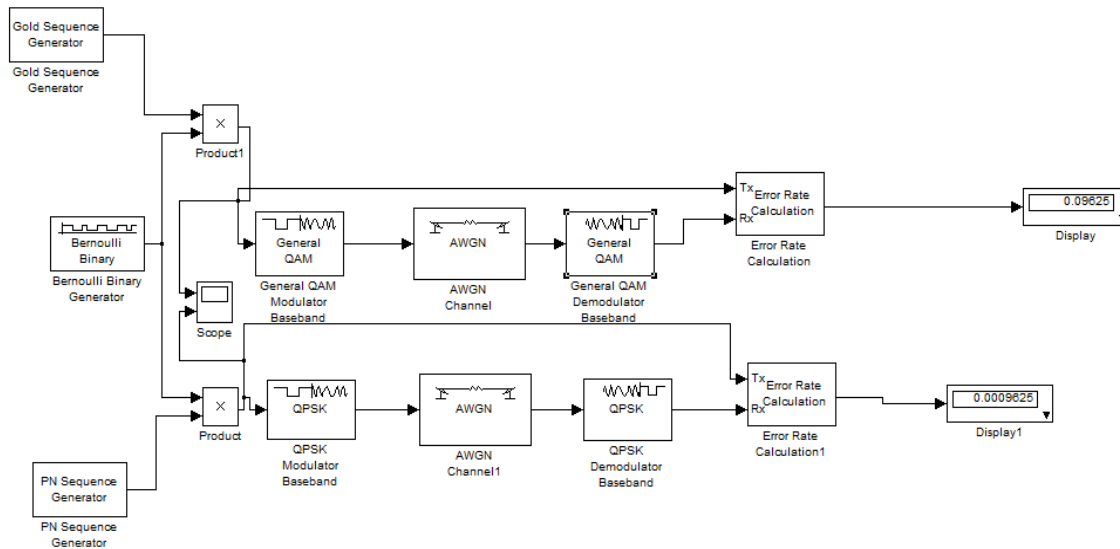 Gold Sequence
Generator
Gold Sequence
Generator
×
Product1
Bernoulli
Binary
Bernoulli Binary
Generator
Scope
General
QAM
General QAM
Modulator
Baseband
AWGN
AWGN
Channel
General
QAM
General QAM
Demodulator
Baseband
Tx
Rx
Error Rate
Calculation
Error Rate
Calculation
0.09625
Display
×
Product
PN Sequence
Generator
PN Sequence
Generator
QPSK
QPSK
Modulator
Baseband
AWGN
AWGN
Channel1
QPSK
QPSK
Demodulator
Baseband
Tx
Rx
Error Rate
Calculation
Error Rate
Calculation1
0.0009625
Display1